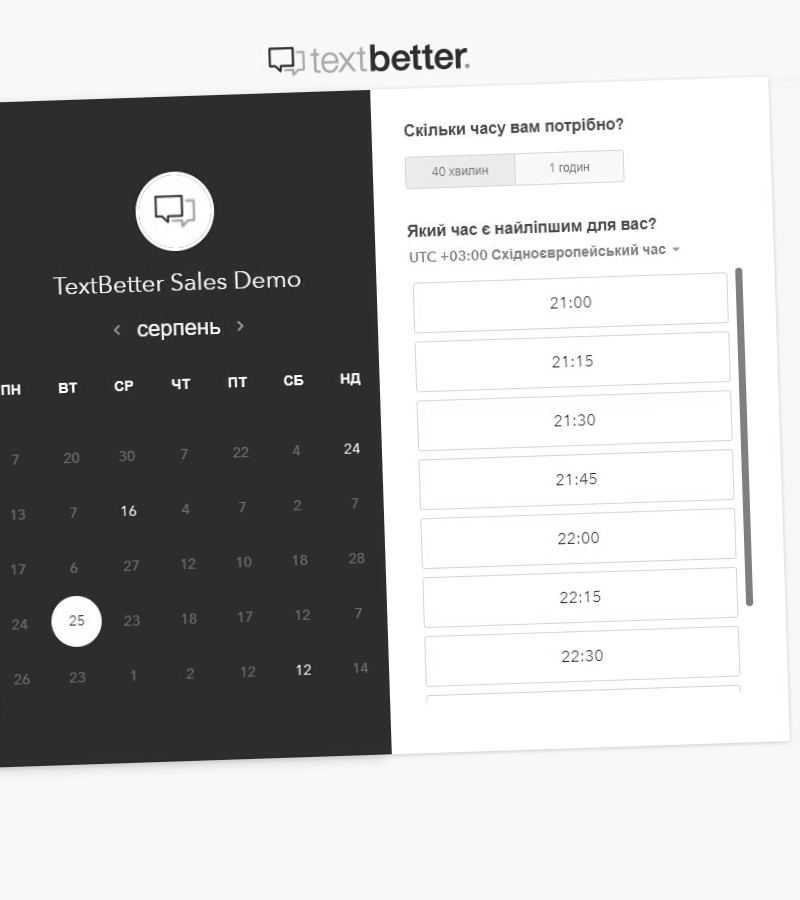 textbetter.
TextBetter Sales Demo
серпень
ПН ВТ СР ЧТ ПТ СБ НД
7 20 30 7 22 4 24
13 7 16 4 7 2 7
17 6 27 12 10 18 28
24 25 23 18 17 12 7
26 23 1 2 12 12 14
Скільки часу вам потрібно?
40 хвилин 1 годин
Який час є найліпшим для вас?
UTC +03:00 Східноєвропейський час
21:00
21:15
21:30
21:45
22:00
22:15
22:30